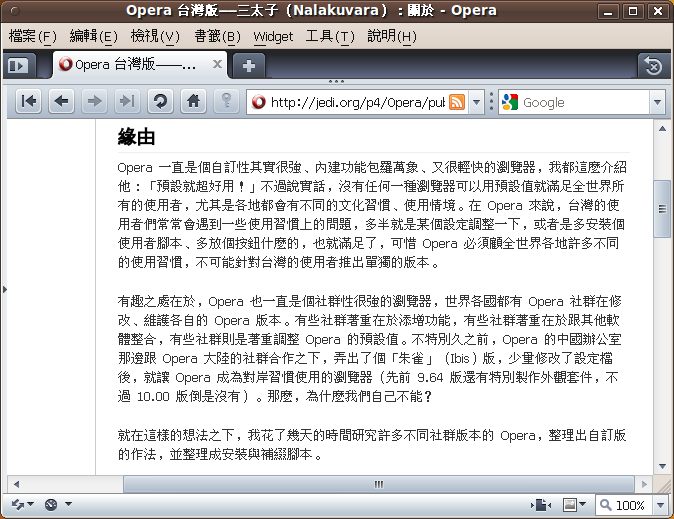 Opera 台灣版──三太子（Nalakuvara）：關於 - Opera
檔案(F) 編輯(E) 檢視(V) 書籤(B) Widget 工具(T) 說明(H)
Opera 台灣版——...
http://jedi.org/p4/Opera/pul
Google
緣由
Opera 一直是個自訂性其實很強、內建功能包羅萬象、又很輕快的瀏覽器，我都這麼介紹
他：「預設就超好用！」不過說實話，沒有任何一種瀏覽器可以用預設值就滿足全世界所
有的使用者，尤其是各地都會有不同的文化習慣、使用情境。在 Opera 來說，台灣的使
用者們常常會遇到一些使用習慣上的問題，多半就是某個設定調整一下，或者是多安裝個
使用者腳本、多放個按鈕什麼的，也就滿足了，可惜 Opera 必須顧全世界各地許多不同
的使用習慣，不可能針對台灣的使用者推出單獨的版本。
有趣之處在於，Opera 也一直是個社群性很強的瀏覽器，世界各國都有 Opera 社群在修
改、維護各自的 Opera 版本。有些社群著重在於添增功能，有些社群著重在於跟其他軟
體整合，有些社群則是著重調整 Opera 的預設值。不特別久之前，Opera 的中國辦公室
那邊跟 Opera 大陸的社群合作之下，弄出了個「朱雀」（Ibis）版，少量修改了設定檔
後，就讓 Opera 成為對岸習慣使用的瀏覽器（先前 9.64 版還有特別製作外觀套件，不
過 10.00 版倒是沒有）。那麼，為什麼我們自己不能？
就在這樣的想法之下，我花了幾天的時間研究許多不同社群版本的 Opera，整理出自訂版
的作法，並整理成安裝與補綴腳本。
100%